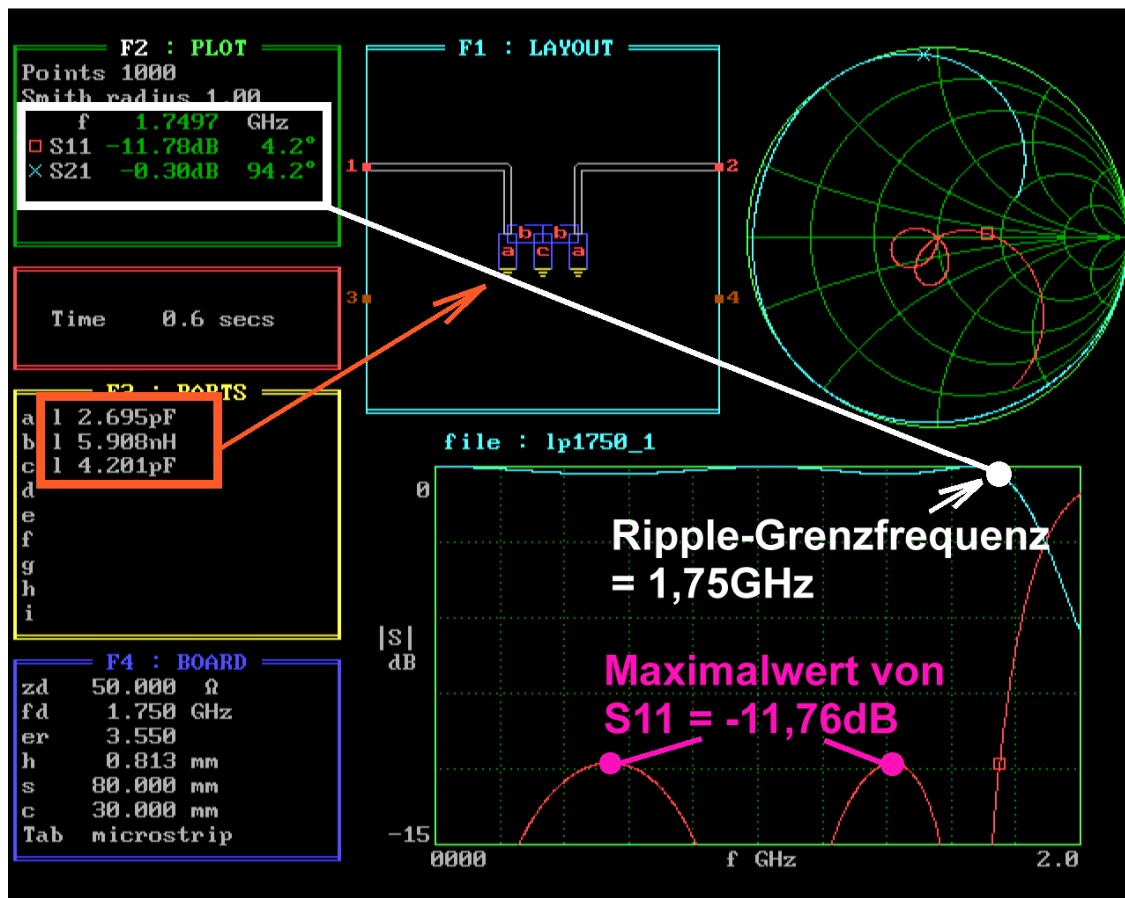 F2 : PLOT
Points 1000
Smith radius 1.00
f 1.7497 GHz
S11 -11.78dB 4.2°
× S21 -0.30dB 94.2°
F1 : LAYOUT
1
2
b b
a c a
3
4
Time 0.6 secs
F3 : PARTS
a l 2.695pF
b l 5.908nH
c l 4.201pF
d
e
f
g
h
i
F4 : BOARD
zd 50.000 Ω
fd 1.750 GHz
er 3.550
h 0.813 mm
s 80.000 mm
c 30.000 mm
Tab microstrip
file : lp1750_1
0
Ripple-Grenzfrequenz
= 1,75GHz
|S|
dB
Maximalwert von
S11 = -11,76dB
-15
0000 f GHz 2.0